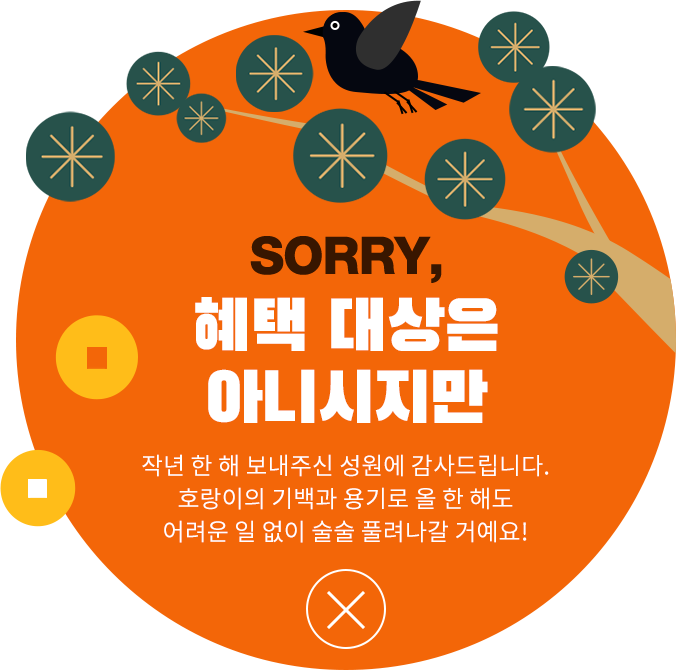 SORRY,
혜택 대상은
아니시지만
작년 한 해 보내주신 성원에 감사드립니다.
호랑이의 기백과 용기로 올 한 해도
어려운 일 없이 술술 풀려나갈 거예요!